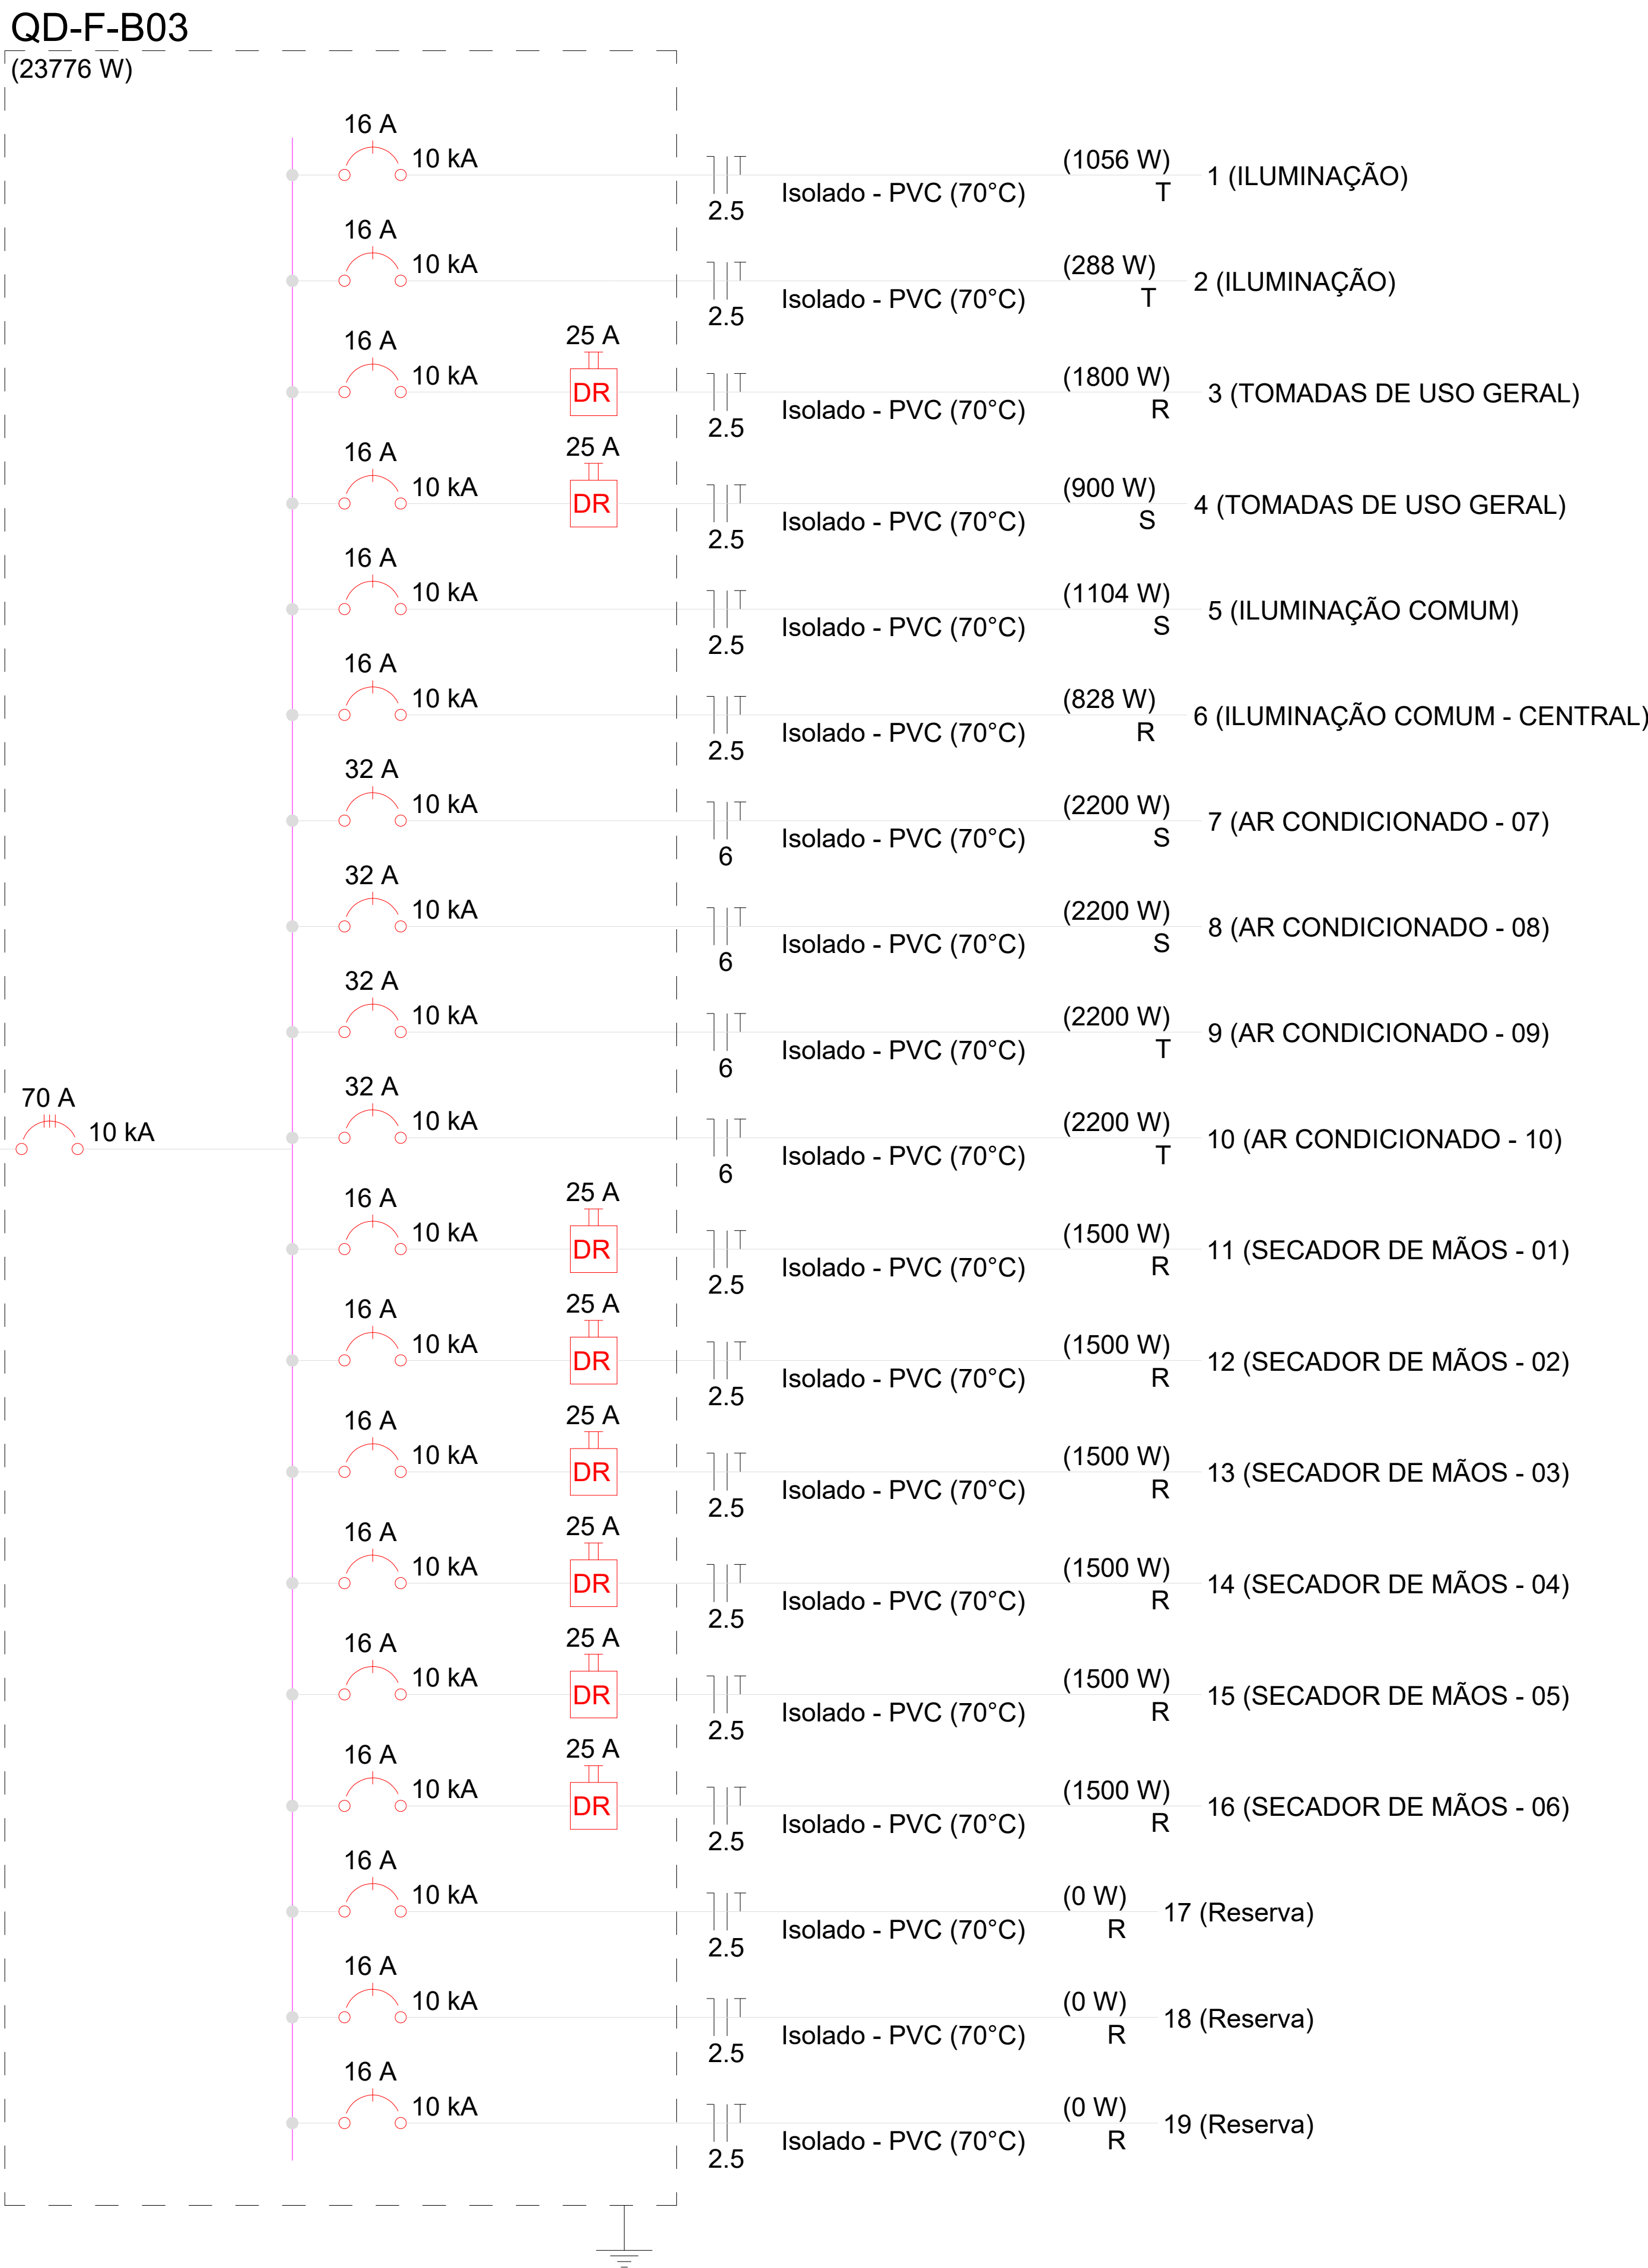 QD-F-B03
(23776 W)
16 A
10 kA
2.5
Isolado - PVC (70°C)
(1056 W)
T
1 (ILUMINAÇÃO)
16 A
10 kA
2.5
Isolado - PVC (70°C)
(288 W)
T
2 (ILUMINAÇÃO)
16 A
10 kA
25 A
DR
2.5
Isolado - PVC (70°C)
(1800 W)
R
3 (TOMADAS DE USO GERAL)
16 A
10 kA
25 A
DR
2.5
Isolado - PVC (70°C)
(900 W)
S
4 (TOMADAS DE USO GERAL)
16 A
10 kA
2.5
Isolado - PVC (70°C)
(1104 W)
S
5 (ILUMINAÇÃO COMUM)
16 A
10 kA
2.5
Isolado - PVC (70°C)
(828 W)
R
6 (ILUMINAÇÃO COMUM - CENTRAL)
32 A
10 kA
6
Isolado - PVC (70°C)
(2200 W)
S
7 (AR CONDICIONADO - 07)
32 A
10 kA
6
Isolado - PVC (70°C)
(2200 W)
S
8 (AR CONDICIONADO - 08)
32 A
10 kA
6
Isolado - PVC (70°C)
(2200 W)
T
9 (AR CONDICIONADO - 09)
70 A
10 kA
32 A
10 kA
6
Isolado - PVC (70°C)
(2200 W)
T
10 (AR CONDICIONADO - 10)
16 A
10 kA
25 A
DR
2.5
Isolado - PVC (70°C)
(1500 W)
R
11 (SECADOR DE MÃOS - 01)
16 A
10 kA
25 A
DR
2.5
Isolado - PVC (70°C)
(1500 W)
R
12 (SECADOR DE MÃOS - 02)
16 A
10 kA
25 A
DR
2.5
Isolado - PVC (70°C)
(1500 W)
R
13 (SECADOR DE MÃOS - 03)
16 A
10 kA
25 A
DR
2.5
Isolado - PVC (70°C)
(1500 W)
R
14 (SECADOR DE MÃOS - 04)
16 A
10 kA
25 A
DR
2.5
Isolado - PVC (70°C)
(1500 W)
R
15 (SECADOR DE MÃOS - 05)
16 A
10 kA
25 A
DR
2.5
Isolado - PVC (70°C)
(1500 W)
R
16 (SECADOR DE MÃOS - 06)
16 A
10 kA
2.5
Isolado - PVC (70°C)
(0 W)
R
17 (Reserva)
16 A
10 kA
2.5
Isolado - PVC (70°C)
(0 W)
R
18 (Reserva)
16 A
10 kA
2.5
Isolado - PVC (70°C)
(0 W)
R
19 (Reserva)